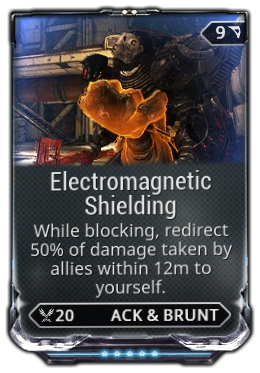 9
Electromagnetic
Shielding
While blocking, redirect
50% of damage taken by
allies within 12m to
yourself.
20 ACK & BRUNT